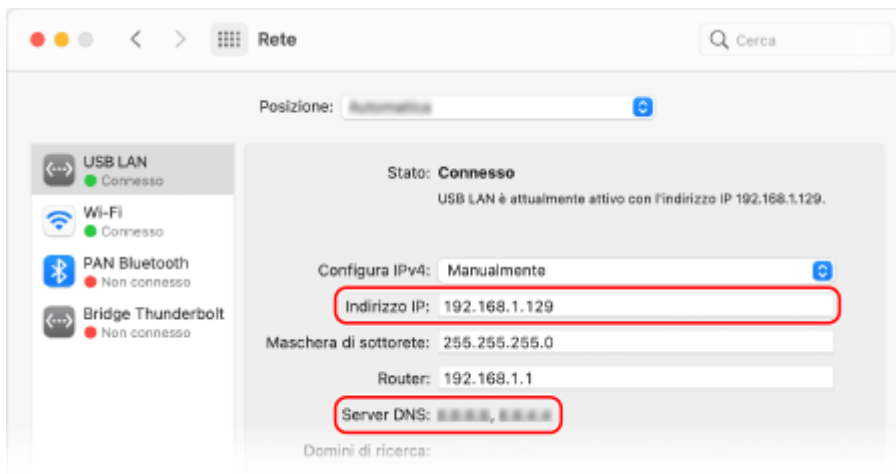 Rete
Cerca
Posizione:
USB LAN
Connesso
Wi-Fi
Connesso
PAN Bluetooth
Non connesso
Bridge Thunderbolt
Non connesso
Stato: Connesso
USB LAN è attualmente attivo con l'indirizzo IP 192.168.1.129.
Configura IPv4: Manualmente
Indirizzo IP: 192.168.1.129
Maschera di sottorete: 255.255.255.0
Router: 192.168.1.1
Server DNS:
Domini di ricerca: